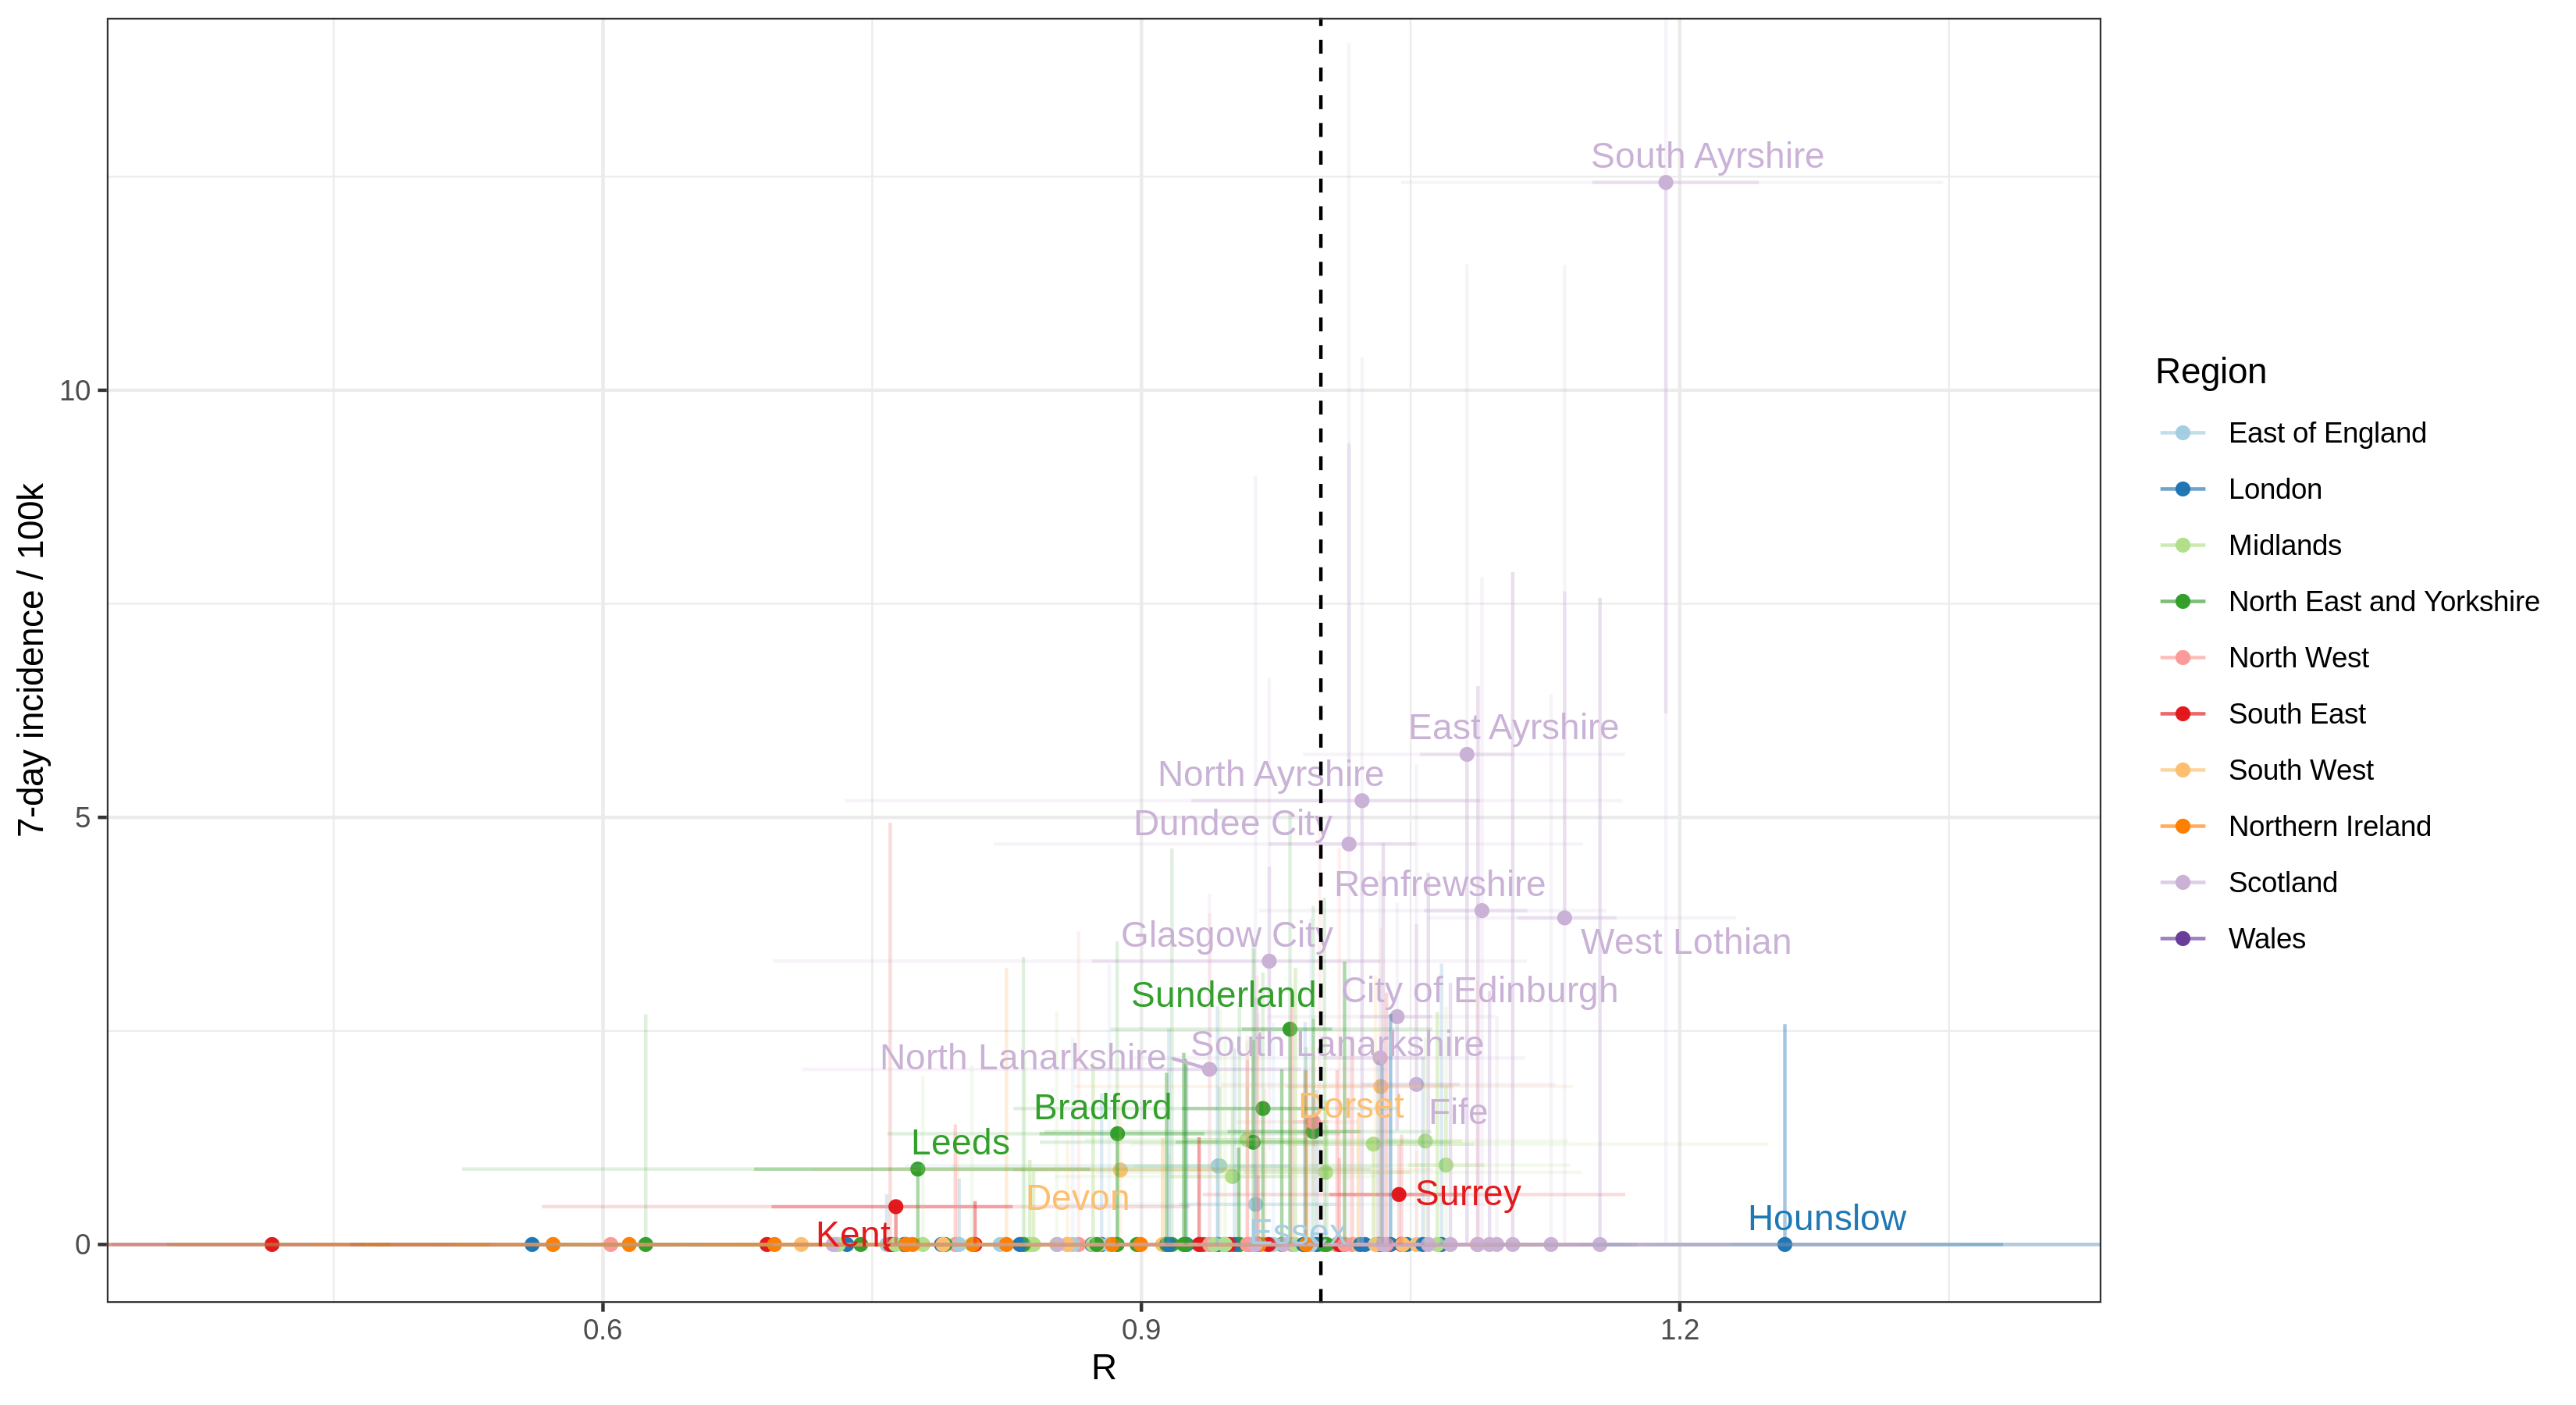 South Ayrshire
10
East Ayrshire
North Ayrshire
5
Dundee City
Renfrewshire
Glasgow City
West Lothian
Sunderland
City of Edinburgh
North Lanarkshire
South Lanarkshire
Bradford
Dorset
Fife
Leeds
Devon
Surrey
Kent
Essex
Hounslow
0
0.6
0.9
1.2
R
7-day incidence / 100k
Region
East of England
London
Midlands
North East and Yorkshire
North West
South East
South West
Northern Ireland
Scotland
Wales